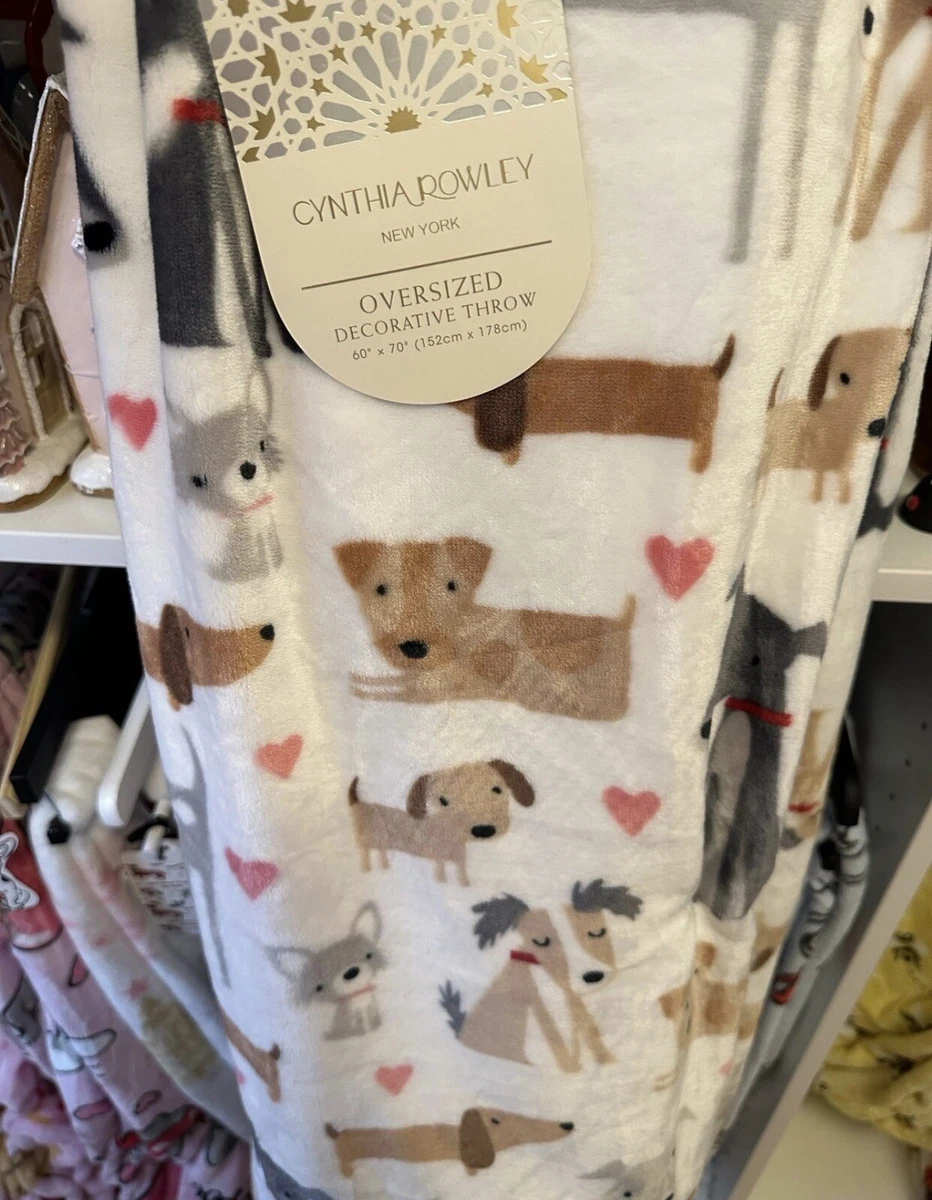 CYNTHIA ROWLEY
NEW YORK
OVERSIZED
DECORATIVE THROW
60" x 70" (152cm x 178cm)